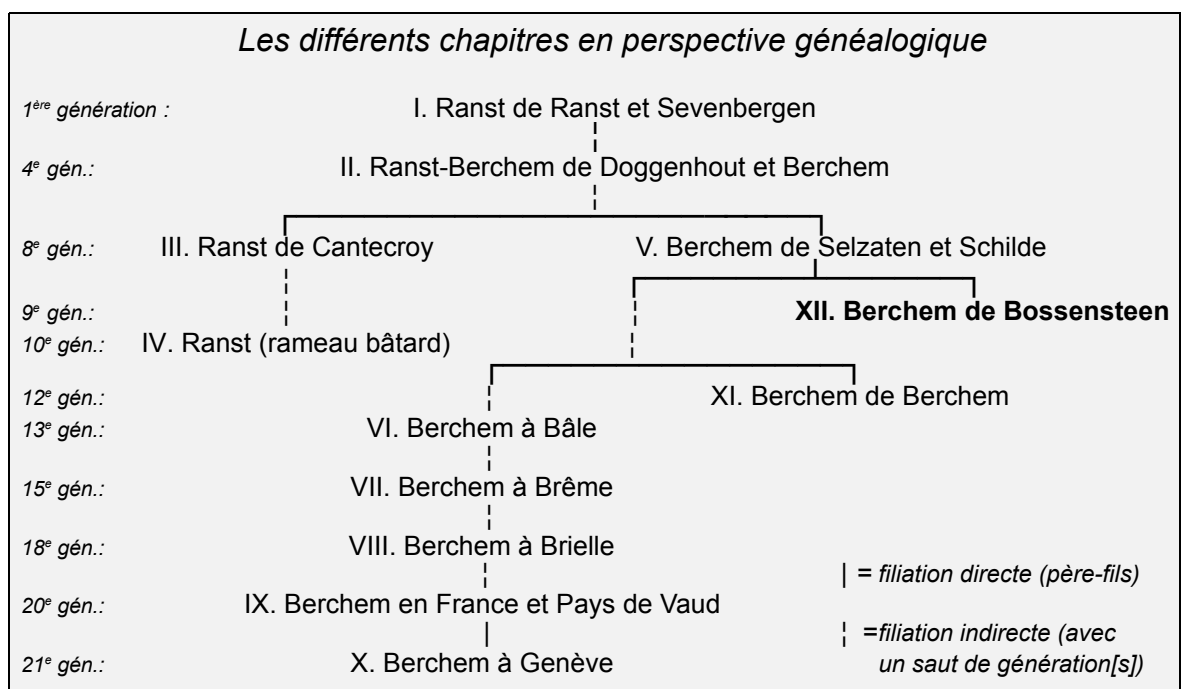 Les différents chapitres en perspective généalogique
1ère génération : I. Ranst de Ranst et Sevenbergen
4e gén.: II. Ranst-Berchem de Doggenhout et Berchem
8e gén.: III. Ranst de Cantecroy V. Berchem de Selzaten et Schilde
9e gén.: XII. Berchem de Bossensteen
10e gén.: IV. Ranst (rameau bâtard)
12e gén.: XI. Berchem de Berchem
13e gén.: VI. Berchem à Bâle
15e gén.: VII. Berchem à Brême
18e gén.: VIII. Berchem à Brielle
| = filiation directe (père-fils)
20e gén.: IX. Berchem en France et Pays de Vaud
¦ =filiation indirecte (avec
21e gén.: X. Berchem à Genève un saut de génération[s])